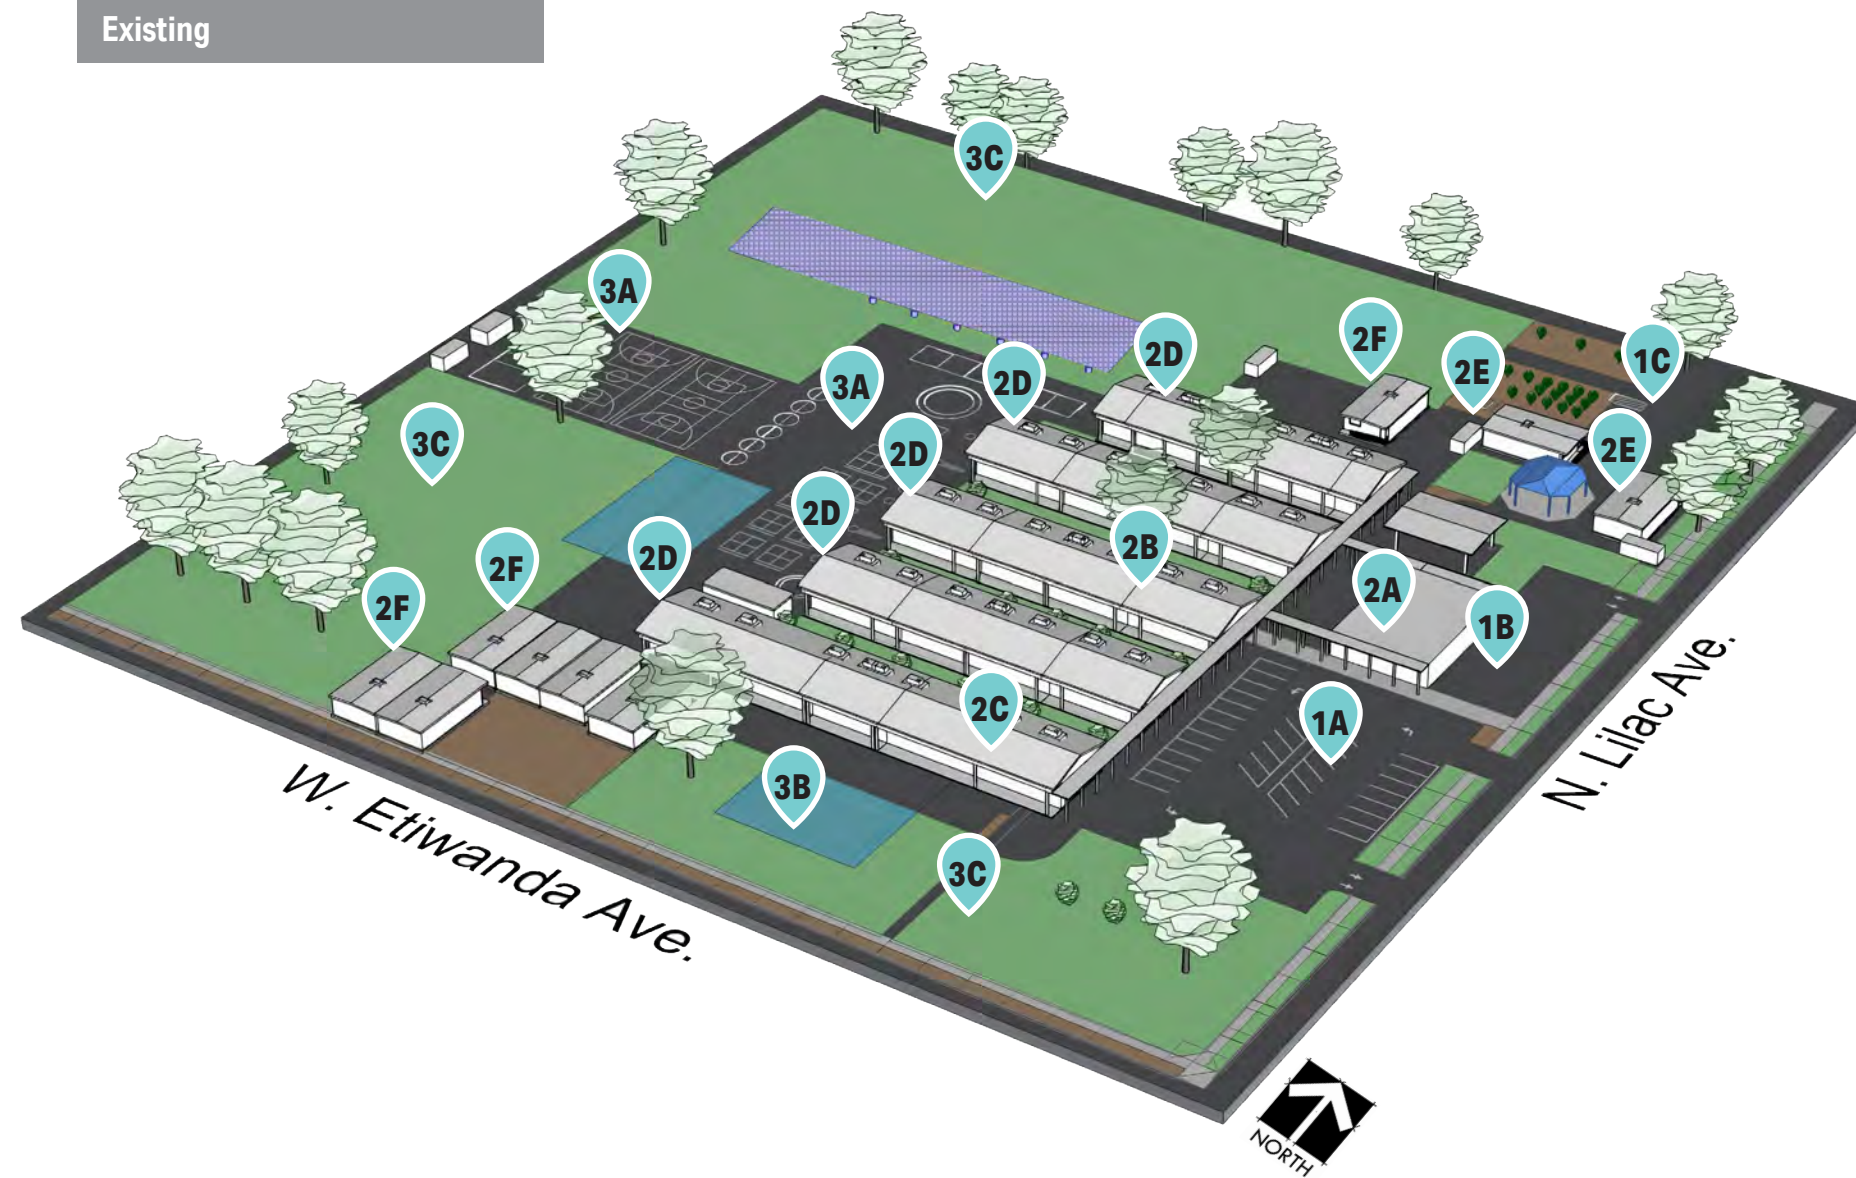 Existing
3C
3A
2D
2F
1C
2D
2E
3A
3C
2D
2E
2D
2B
2D
2F
2A
2F
1B
2C
1A
3B
3C
W. Etiwanda Ave.
N. Lilac Ave.
NORTH